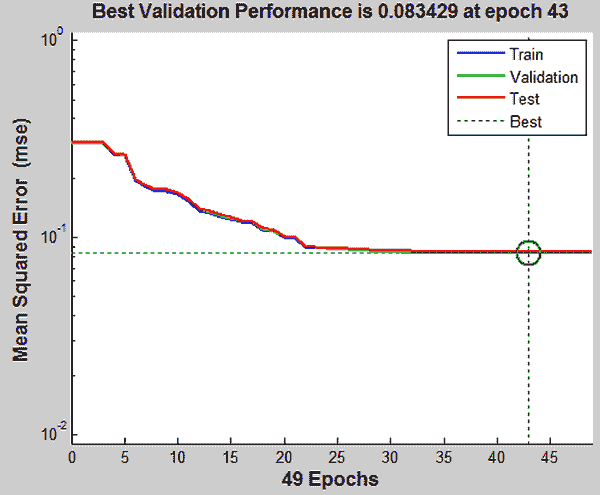 Best Validation Performance is 0.083429 at epoch 43
10^0
Train
Validation
Test
Best
Mean Squared Error (mse)
10^-1
10^-2
0 5 10 15 20 25 30 35 40 45
49 Epochs